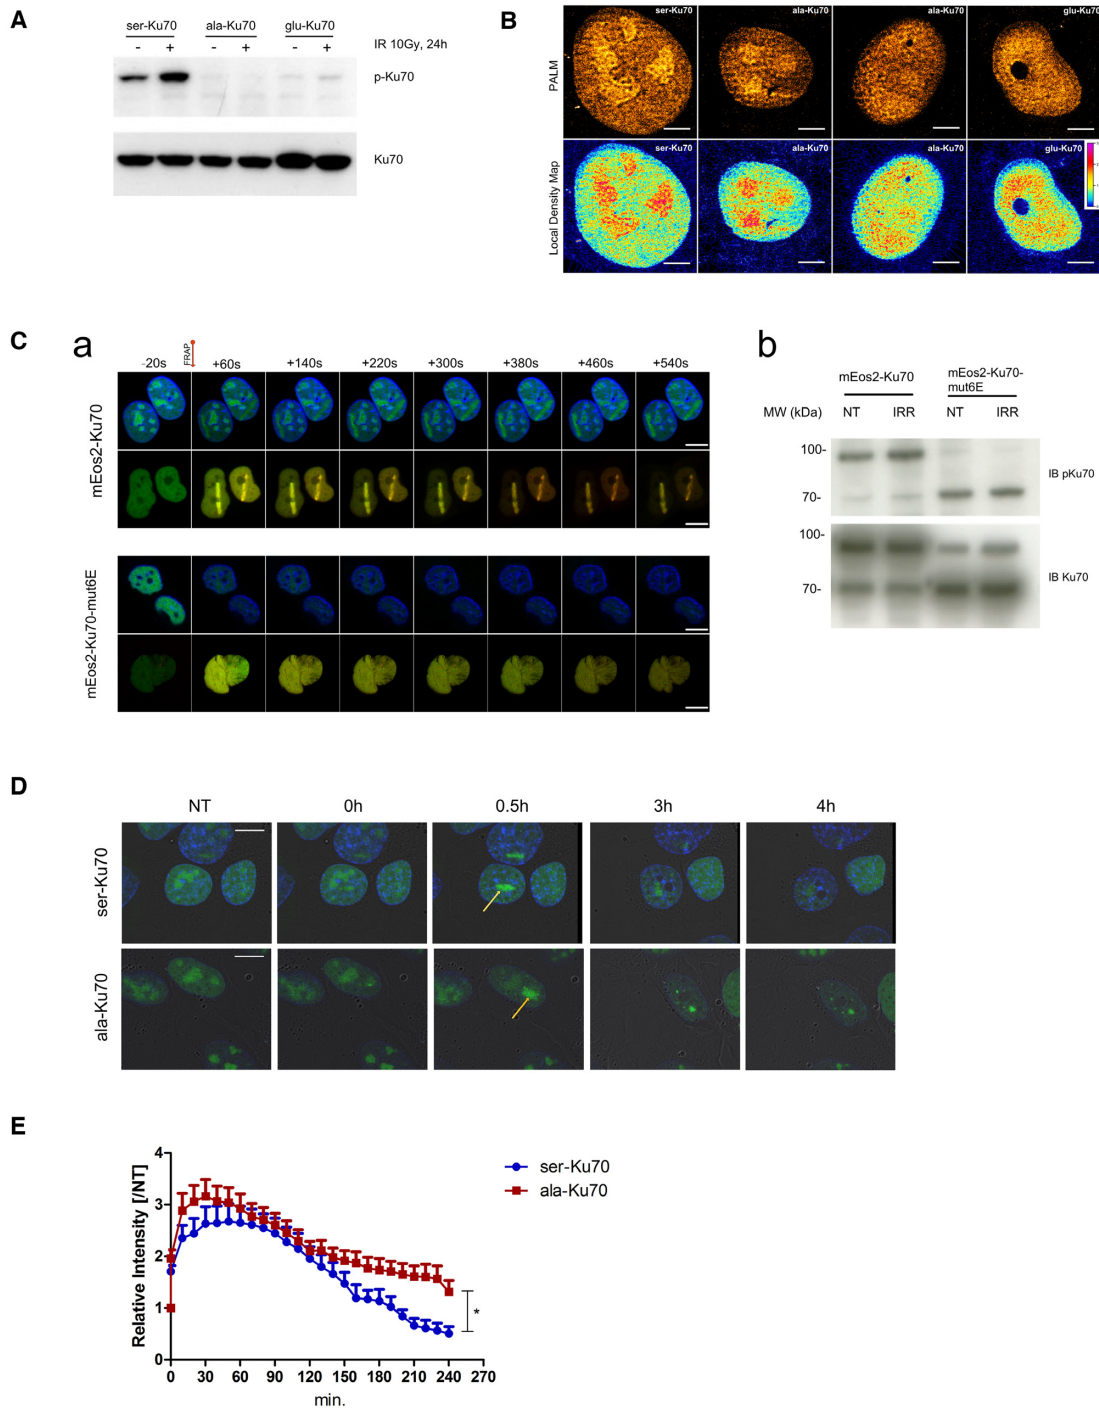 A
ser-Ku70 ala-Ku70 glu-Ku70
- + - + - + IR 10Gy, 24h
p-Ku70
Ku70
B
PALM
ser-Ku70 ala-Ku70 ala-Ku70 glu-Ku70
Local Density Map
ser-Ku70 ala-Ku70 ala-Ku70 glu-Ku70
C
a
-20s FRAP +60s +140s +220s +300s +380s +460s +540s
mEos2-Ku70
mEos2-Ku70-mut6E
b
mEos2-Ku70 mEos2-Ku70-
mut6E
MW (kDa) NT IRR NT IRR
100-
IB pKu70
70-
100-
IB Ku70
70-
D
NT 0h 0.5h 3h 4h
ser-Ku70
ala-Ku70
E
Relative Intensity [/NT]
4
3
2
1
0
0 30 60 90 120 150 180 210 240 270
min.
ser-Ku70
ala-Ku70
*